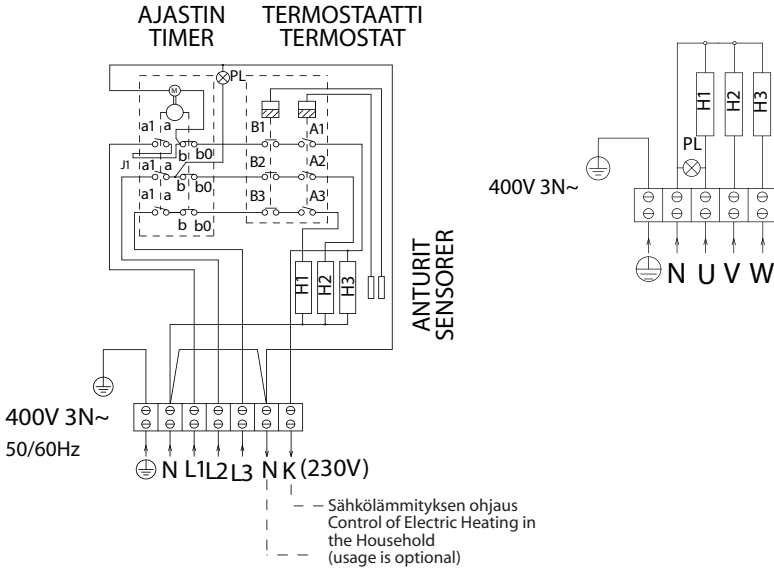 AJASTIN
TIMER
TERMOSTAATTI
TERMOSTAT
PL
M
a1 a
b b0
B1
A1
J1
a1 a
b b0
B2
A2
a1 a
b b0
B3
A3
H1
H2
H3
ANTURIT
SENSORER
400V 3N~
50/60Hz
N L1 L2 L3 N K (230V)
Sähkölämmityksen ohjaus
Control of Electric Heating in
the Household
(usage is optional)
H1
H2
H3
PL
400V 3N~
N U V W